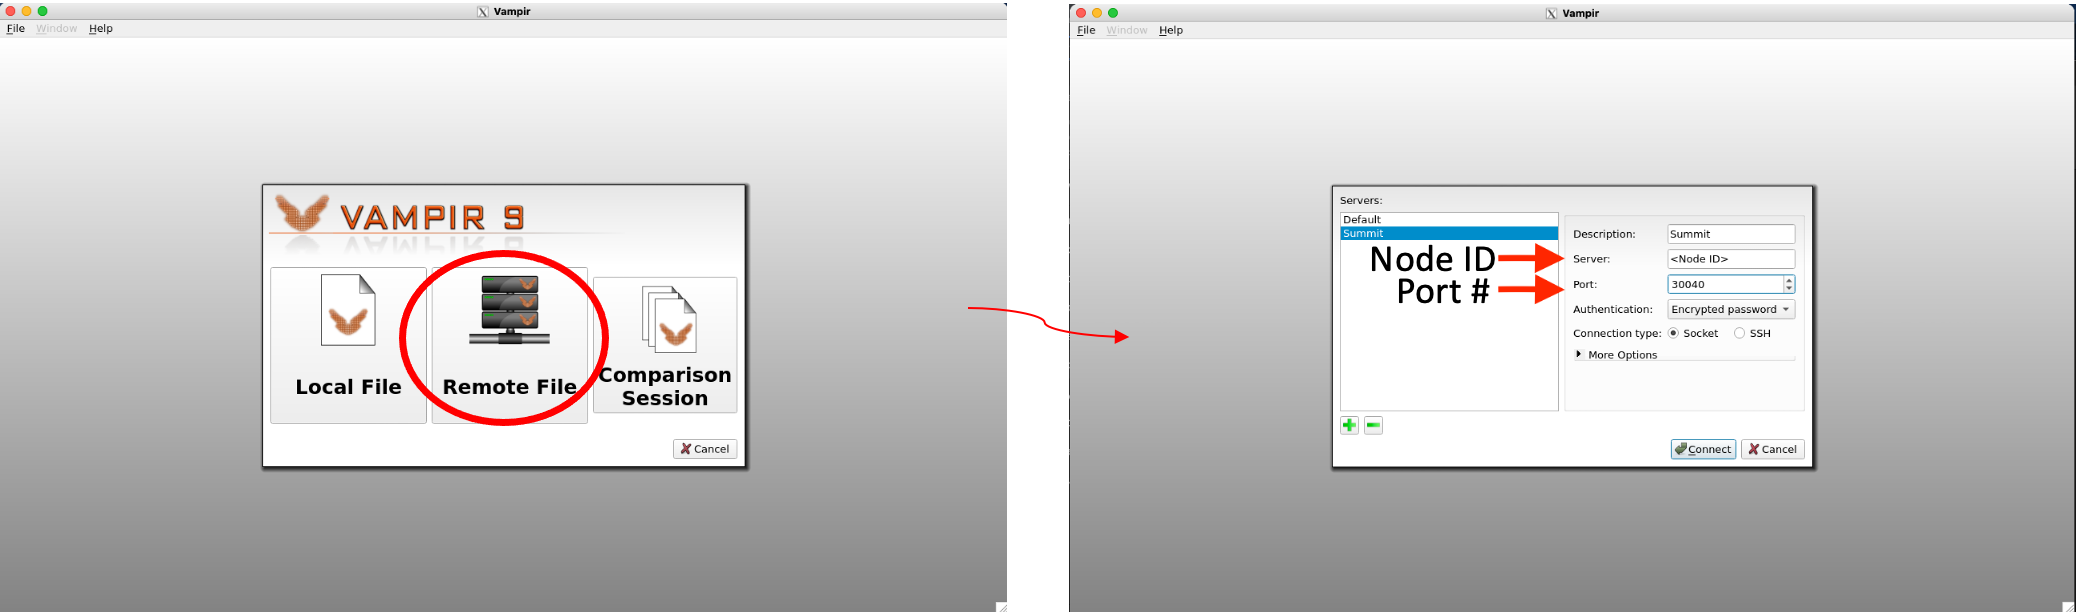 Vampir
File Window Help
VAMPIR 9
Local File
Remote File
Comparison
Session
Cancel
Vampir
File Window Help
Servers:
Default
Summit
Node ID
Port #
Description: Summit
Server: <Node ID>
Port: 30040
Authentication: Encrypted password
Connection type: Socket SSH
More Options
Connect Cancel